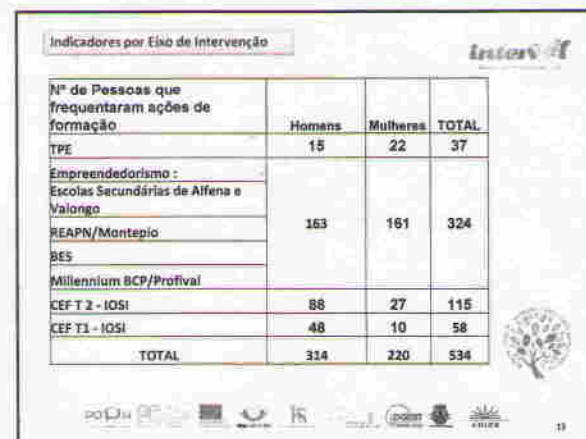 Indicadores por Eixo de Intervenção
Nº de Pessoas que
frequentaram ações de
formação Homens Mulheres TOTAL
TPE 15 22 37
Empreendedorismo :
Escolas Secundárias de Alfena e
Valongo
REAPN/Montepio
BES
Millennium BCP/Profival
163 161 324
CEF T 2 - IOSI 88 27 115
CEF T1 - IOSI 48 10 58
TOTAL 314 220 534
POPH
13